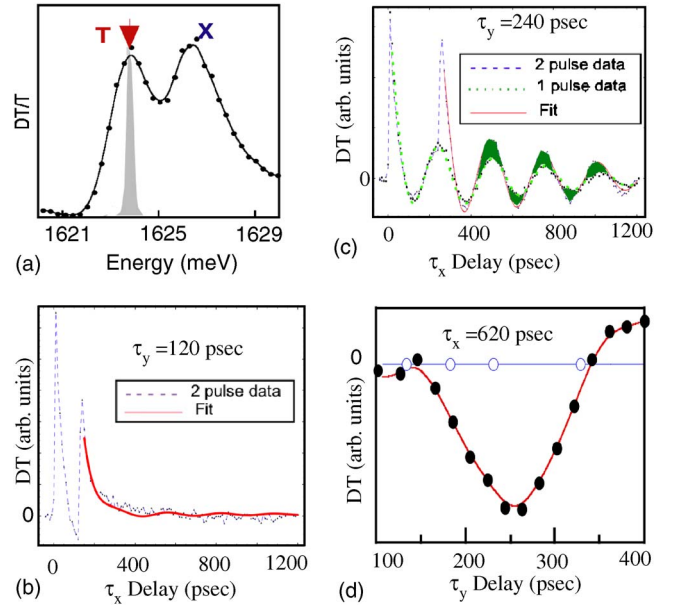 T
X
DT/T
1621
1625
1629
Energy (meV)
(a)
τy =240 psec
2 pulse data
1 pulse data
Fit
DT (arb. units)
0
0
400
800
1200
τx Delay (psec)
(c)
τy =120 psec
2 pulse data
Fit
DT (arb. units)
0
0
400
800
1200
τx Delay (psec)
(b)
τx =620 psec
0
DT (arb. units)
100
200
300
400
τy Delay (psec)
(d)